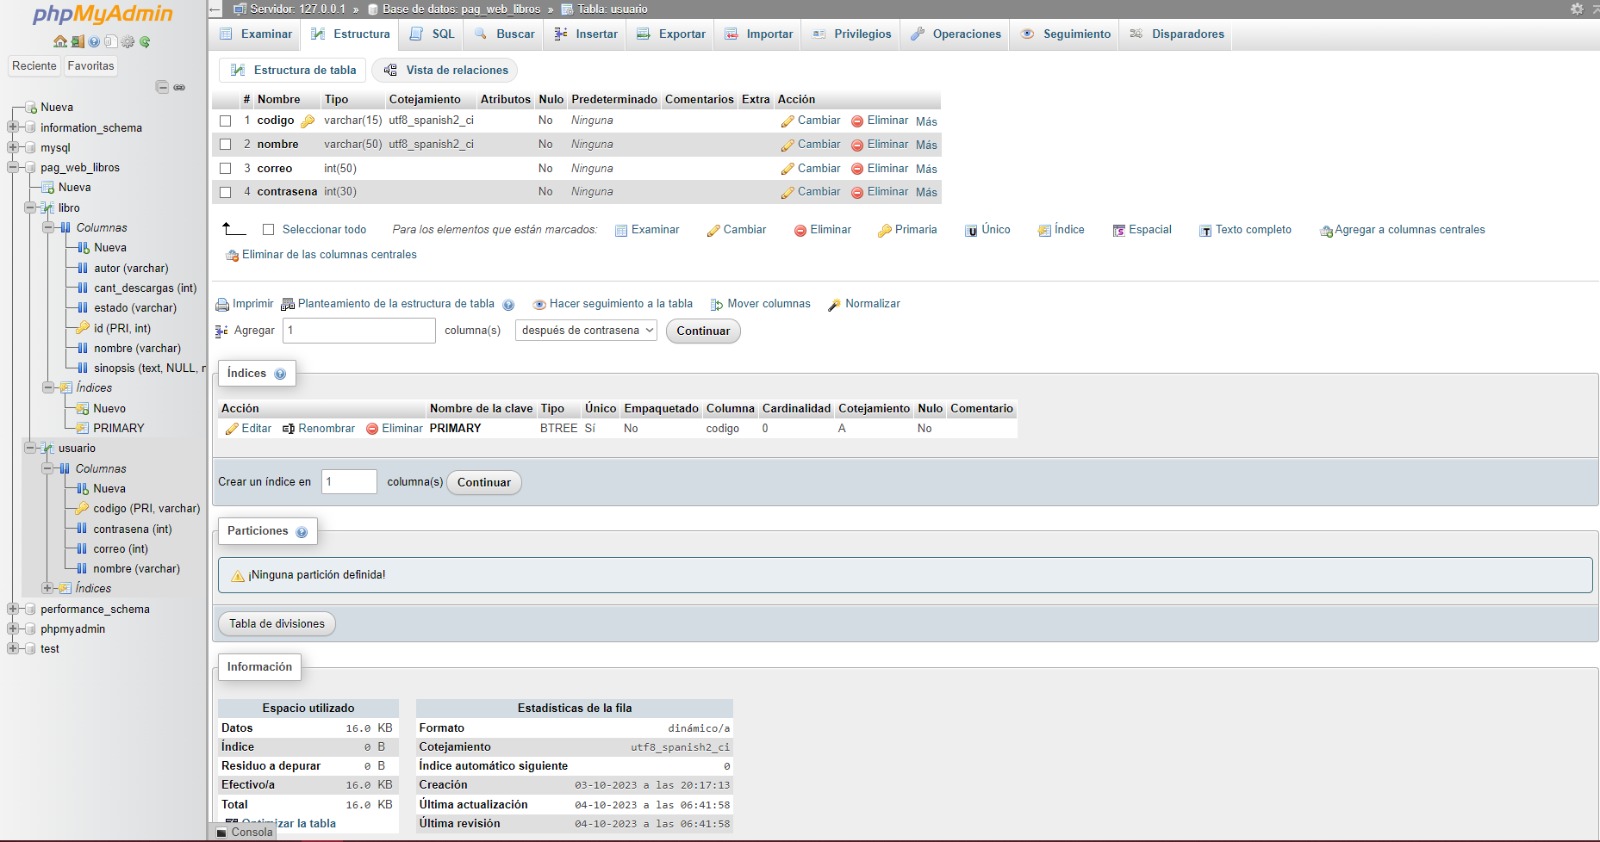 phpMyAdmin
Reciente Favoritas
Nueva
information_schema
mysql
pag_web_libros
Nueva
libro
Columnas
Nueva
autor (varchar)
cant_descargas (int)
estado (varchar)
id (PRI, int)
nombre (varchar)
sinopsis (text, NULL, r
Índices
Nuevo
PRIMARY
usuario
Columnas
Nueva
codigo (PRI, varchar)
contrasena (int)
correo (int)
nombre (varchar)
Índices
performance_schema
phpmyadmin
test
Servidor: 127.0.0.1 » Base de datos: pag_web_libros » Tabla: usuario
Examinar Estructura SQL Buscar Insertar Exportar Importar Privilegios Operaciones Seguimiento Disparadores
Estructura de tabla Vista de relaciones
# Nombre Tipo Cotejamiento Atributos Nulo Predeterminado Comentarios Extra Acción
1 codigo varchar(15) utf8_spanish2_ci No Ninguna Cambiar Eliminar Más
2 nombre varchar(50) utf8_spanish2_ci No Ninguna Cambiar Eliminar Más
3 correo int(50) No Ninguna Cambiar Eliminar Más
4 contrasena int(30) No Ninguna Cambiar Eliminar Más
Seleccionar todo Para los elementos que están marcados: Examinar Cambiar Eliminar Primaria Único Índice Espacial Texto completo Agregar a columnas centrales
Eliminar de las columnas centrales
Imprimir Planteamiento de la estructura de tabla Hacer seguimiento a la tabla Mover columnas Normalizar
Agregar 1 columna(s) después de contrasena Continuar
Índices
Acción Nombre de la clave Tipo Único Empaquetado Columna Cardinalidad Cotejamiento Nulo Comentario
Editar Renombrar Eliminar PRIMARY BTREE Sí No codigo 0 A No
Crear un índice en 1 columna(s) Continuar
Particiones
¡Ninguna partición definida!
Tabla de divisiones
Información
Espacio utilizado
Datos 16.0 KB
Índice 0 B
Residuo a depurar 0 B
Efectivo/a 16.0 KB
Total 16.0 KB
Optimizar la tabla
Estadísticas de la fila
Formato dinámico/a
Cotejamiento utf8_spanish2_ci
Índice automático siguiente 0
Creación 03-10-2023 a las 20:17:13
Última actualización 04-10-2023 a las 06:41:58
Última revisión 04-10-2023 a las 06:41:58
Consola